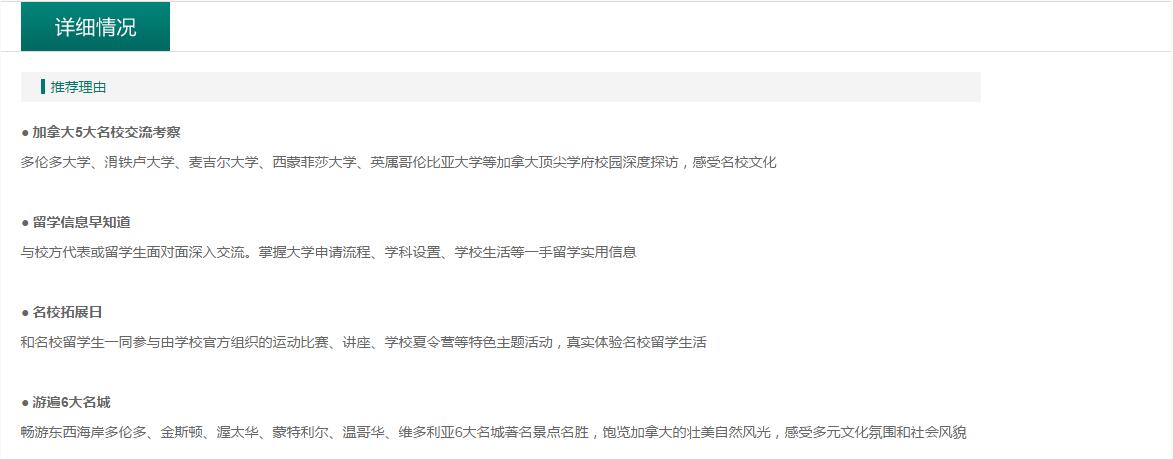 详细情况
推荐理由
● 加拿大5大名校交流考察
多伦多大学、滑铁卢大学、麦吉尔大学、西蒙菲莎大学、英属哥伦比亚大学等加拿大顶尖学府校园深度探访，感受名校文化
● 留学信息早知道
与校方代表或留学生面对面深入交流。掌握大学申请流程、学科设置、学校生活等一手留学实用信息
● 名校拓展日
和名校留学生一同参与由学校官方组织的运动比赛、讲座、学校夏令营等特色主题活动，真实体验名校留学生活
● 游遍6大名城
畅游东西海岸多伦多、金斯顿、渥太华、蒙特利尔、温哥华、维多利亚6大名城著名景点名胜，饱览加拿大的壮美自然风光，感受多元文化氛围和社会风貌